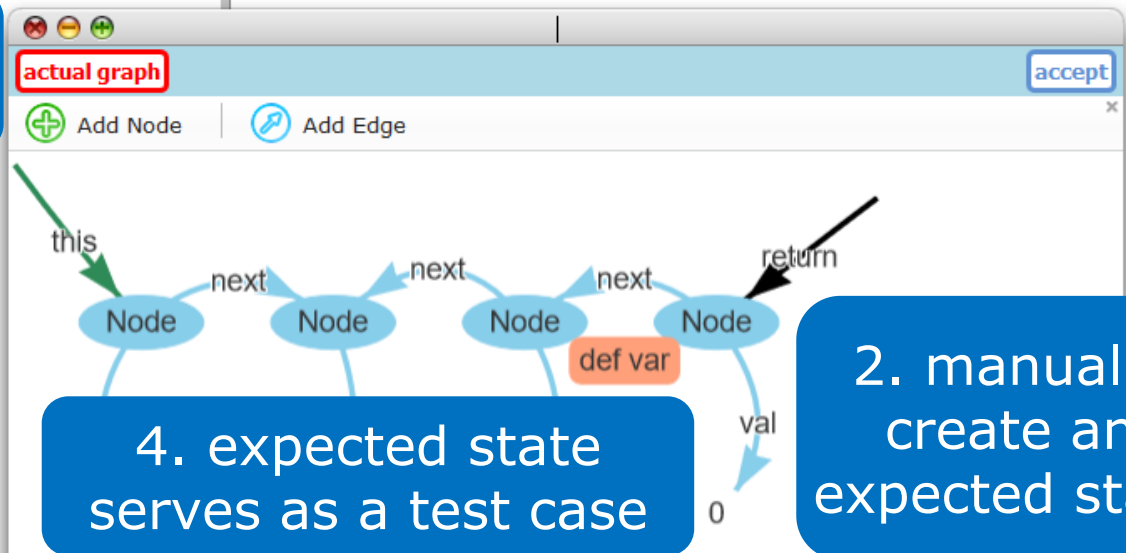 actual graph
accept
Add Node
Add Edge
this
next
next
next
return
Node
Node
Node
Node
def var
val
0
4. expected state
serves as a test case
2. manual
create an
expected sta